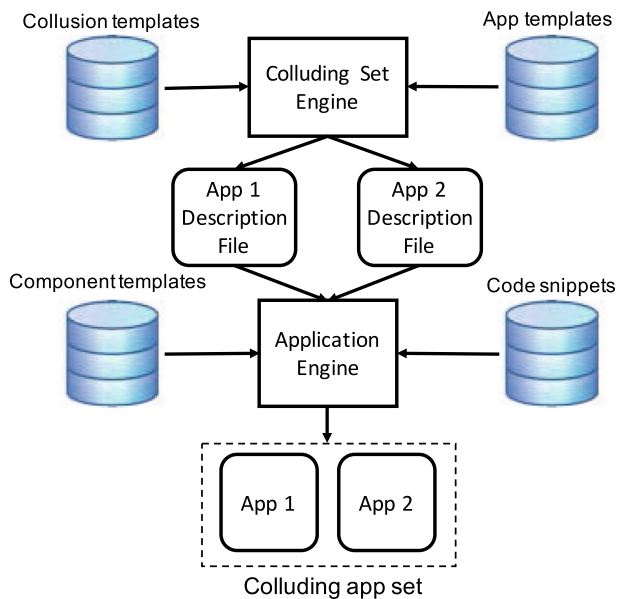 Collusion templates
App templates
Colluding Set
Engine
App 1
Description
File
App 2
Description
File
Component templates
Code snippets
Application
Engine
App 1
App 2
Colluding app set